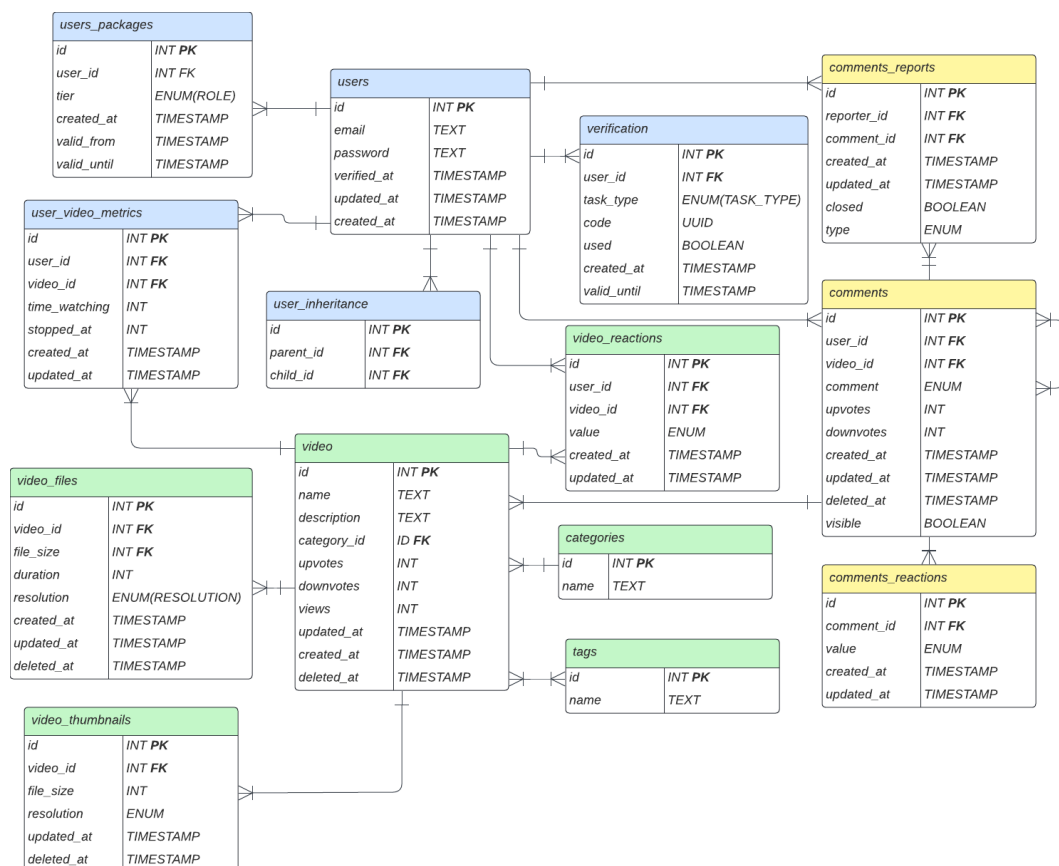 users_packages
id INT PK
user_id INT FK
tier ENUM(ROLE)
created_at TIMESTAMP
valid_from TIMESTAMP
valid_until TIMESTAMP
users
id INT PK
email TEXT
password TEXT
verified_at TIMESTAMP
updated_at TIMESTAMP
created_at TIMESTAMP
comments_reports
id INT PK
reporter_id INT FK
comment_id INT FK
created_at TIMESTAMP
updated_at TIMESTAMP
closed BOOLEAN
type ENUM
verification
id INT PK
user_id INT FK
task_type ENUM(TASK_TYPE)
code UUID
used BOOLEAN
created_at TIMESTAMP
valid_until TIMESTAMP
user_video_metrics
id INT PK
user_id INT FK
video_id INT FK
time_watching INT
stopped_at INT
created_at TIMESTAMP
updated_at TIMESTAMP
user_inheritance
id INT PK
parent_id INT FK
child_id INT FK
comments
id INT PK
user_id INT FK
video_id INT FK
comment ENUM
upvotes INT
downvotes INT
created_at TIMESTAMP
updated_at TIMESTAMP
deleted_at TIMESTAMP
visible BOOLEAN
video_reactions
id INT PK
user_id INT FK
video_id INT FK
value ENUM
created_at TIMESTAMP
updated_at TIMESTAMP
video
id INT PK
name TEXT
description TEXT
category_id ID FK
upvotes INT
downvotes INT
views INT
updated_at TIMESTAMP
created_at TIMESTAMP
deleted_at TIMESTAMP
video_files
id INT PK
video_id INT FK
file_size INT FK
duration INT
resolution ENUM(RESOLUTION)
created_at TIMESTAMP
updated_at TIMESTAMP
deleted_at TIMESTAMP
categories
id INT PK
name TEXT
comments_reactions
id INT PK
comment_id INT FK
value ENUM
created_at TIMESTAMP
updated_at TIMESTAMP
tags
id INT PK
name TEXT
video_thumbnails
id INT PK
video_id INT FK
file_size INT
resolution ENUM
updated_at TIMESTAMP
deleted_at TIMESTAMP